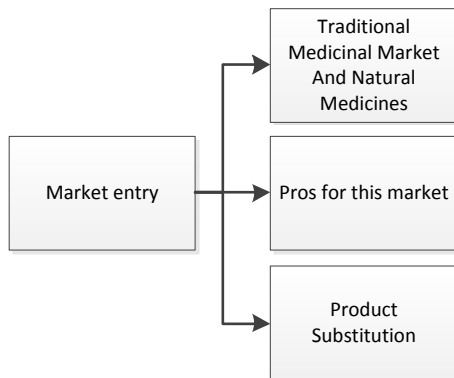 Traditional
Medicinal Market
And Natural
Medicines
Market entry
Pros for this market
Product
Substitution